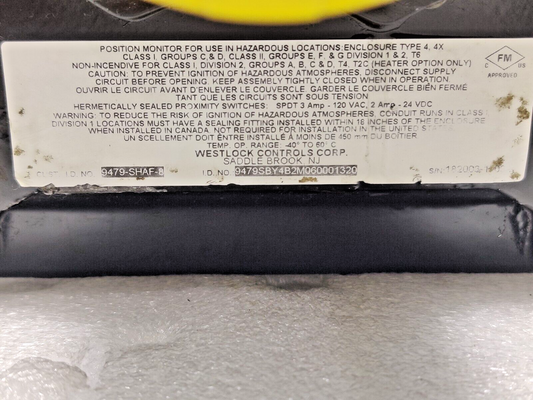 POSITION MONITOR FOR USE IN HAZARDOUS LOCATIONS: ENCLOSURE TYPE 4, 4X
CLASS I, GROUPS C, & D, CLASS II, GROUPS E, F, & G DIVISION 1 & 2, T6
NON-INCENDIVE FOR CLASS I, DIVISION 2, GROUPS A, B, C, & D, T4. T2C (HEATER OPTION ONLY)
CAUTION: TO PREVENT IGNITION OF HAZARDOUS ATMOSPHERES, DISCONNECT SUPPLY
CIRCUIT BEFORE OPENING. KEEP ASSEMBLY TIGHTLY CLOSED WHEN IN OPERATION
OUVRIR LE CIRCUIT AVANT D'ENLEVER LE COUVERCLE. GARDER LE COUVERCLE BIEN FERME
TANT QUE LES CIRCUITS SONT SOUS TENSION
HERMETICALLY SEALED PROXIMITY SWITCHES: SPDT 3 Amp - 120 VAC, 2 Amp - 24 VDC
WARNING: TO REDUCE THE RISK OF IGNITION OF HAZARDOUS ATMOSPHERES, CONDUIT RUNS IN CLASS
DIVISION 1 LOCATIONS MUST HAVE A SEALING FITTING INSTALLED WITHIN 18 INCHES OF THE ENCLOSURE
WHEN INSTALLED IN CANADA. NOT REQUIRED FOR INSTALLATION WITHIN THE UNITED STATES
UN SCELLEMENT DOIT ÊTRE INSTALLÉ À MOINS DE 450 mm DU BOÎTIER
TEMP. OP. RANGE: -40° TO 60° C
WESTLOCK CONTROLS CORP.
SADDLE BROOK, NJ
CUST. I.D. NO. 9479-SHAF-8 I.D. NO. 9479SBY4B2M060001320 S/N
C FM US
APPROVED